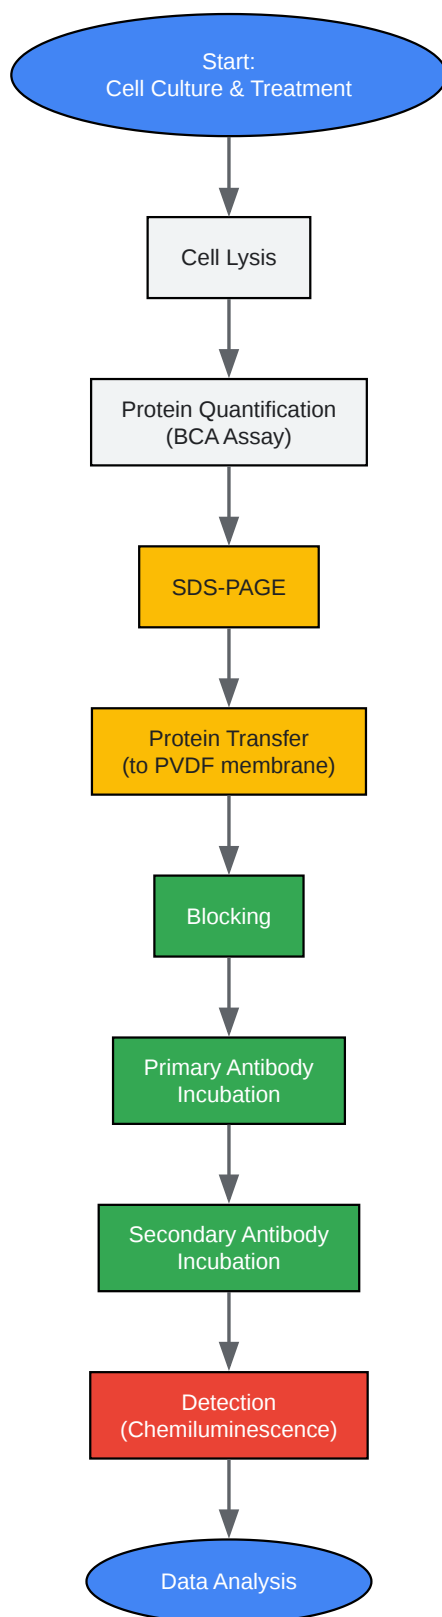 Start:
Cell Culture & Treatment
Cell Lysis
Protein Quantification
(BCA Assay)
SDS-PAGE
Protein Transfer
(to PVDF membrane)
Blocking
Primary Antibody
Incubation
Secondary Antibody
Incubation
Detection
(Chemiluminescence)
Data Analysis